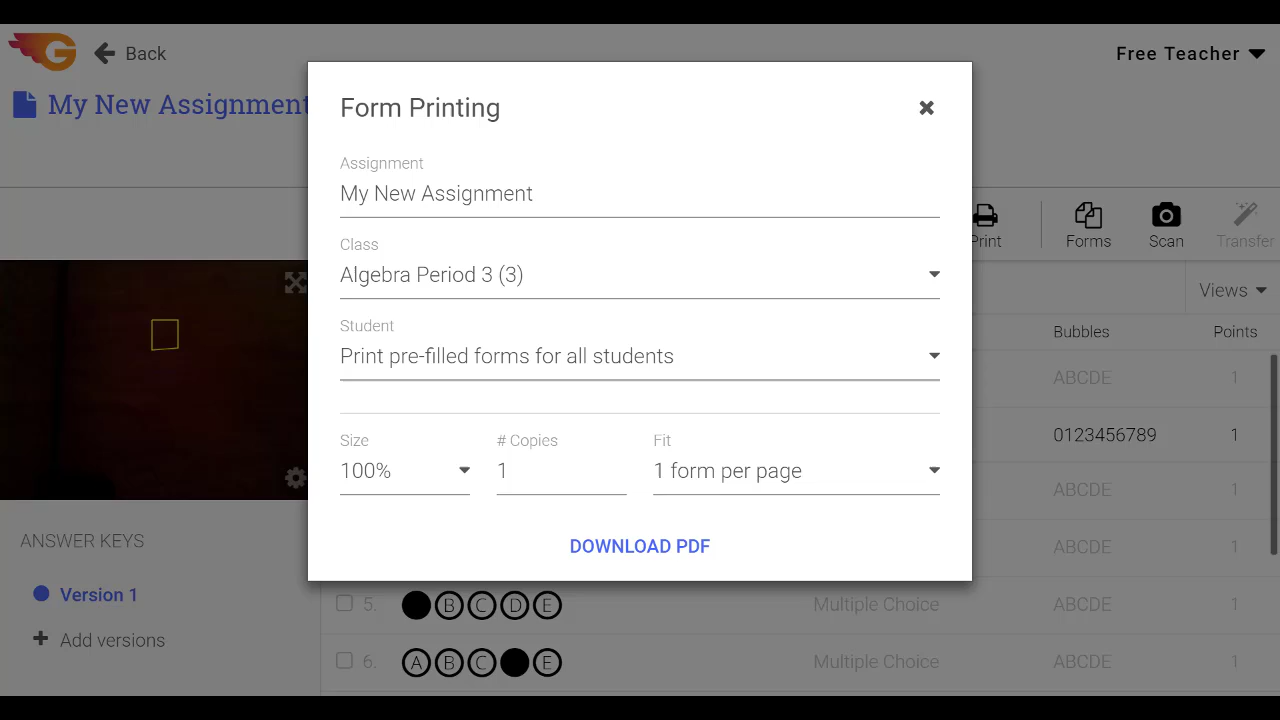 G
Back
Free Teacher
My New Assignment
Form Printing
Assignment
My New Assignment
Class
Algebra Period 3 (3)
Student
Print pre-filled forms for all students
Size
# Copies
Fit
100%
1
1 form per page
DOWNLOAD PDF
Print
Forms
Scan
Transfer
Views
Bubbles
Points
ABCDE
1
0123456789
1
ABCDE
1
ABCDE
1
ANSWER KEYS
Version 1
Add versions
5. B C D E Multiple Choice ABCDE 1
6. A B C E Multiple Choice ABCDE 1